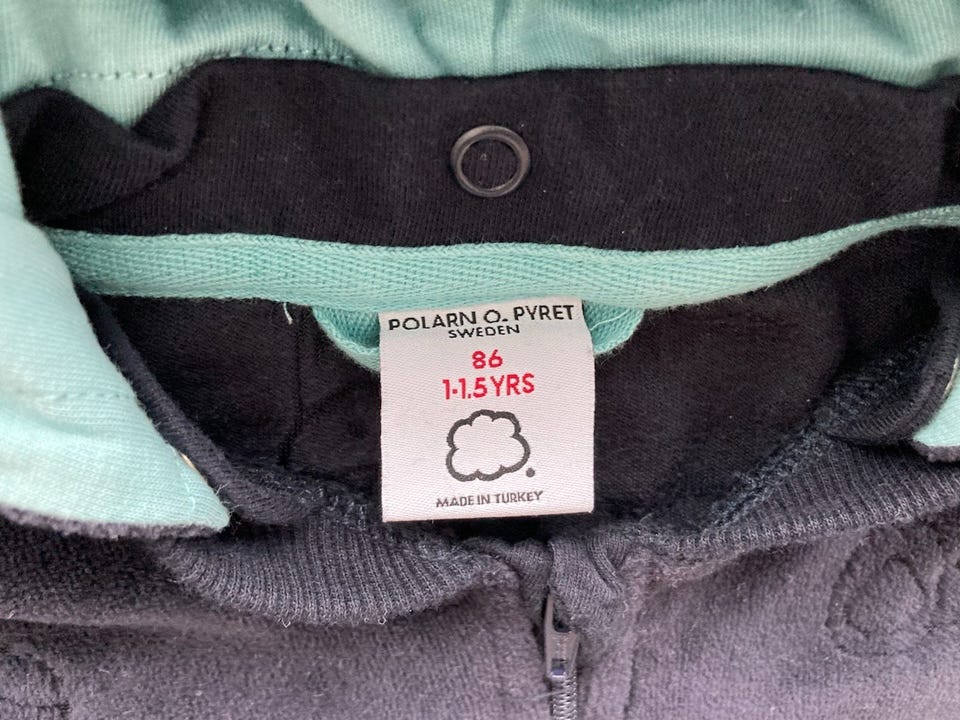 POLARN O. PYRET
SWEDEN
86
1-1.5 YRS
MADE IN TURKEY